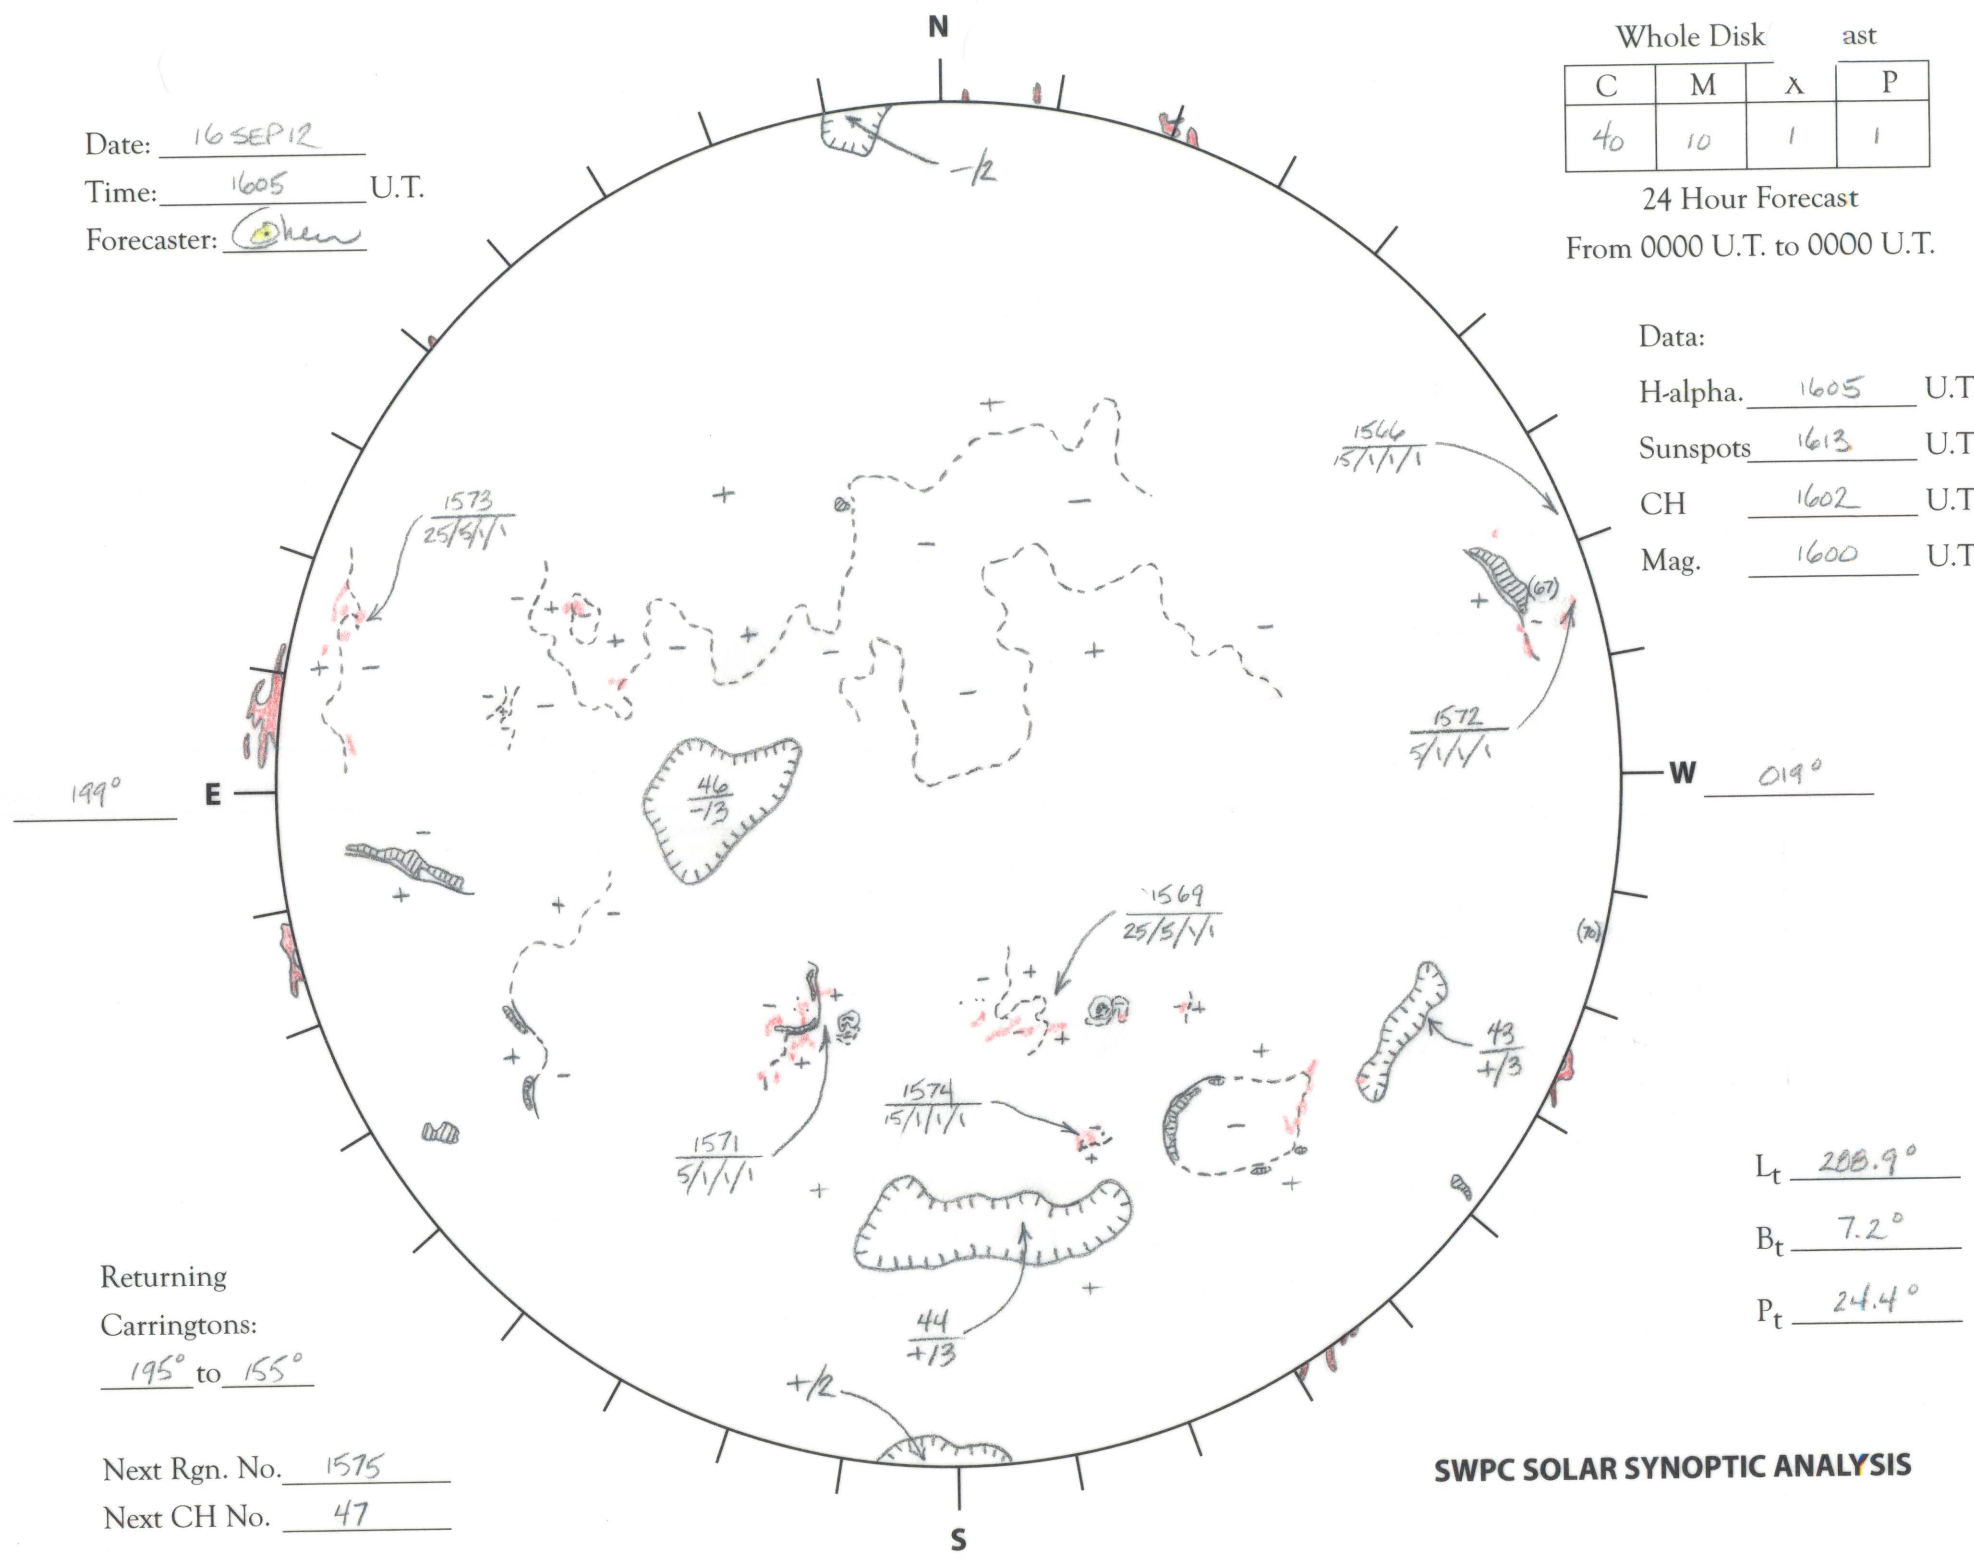 N
Date: 16 SEP 12
Time: 1605 U.T.
Forecaster: Cohen
Whole Disk ast
C M X P
40 10 1 1
24 Hour Forecast
From 0000 U.T. to 0000 U.T.
Data:
H-alpha. 1605 U.T
Sunspots 1613 U.T
CH 1602 U.T
Mag. 1600 U.T
-/2
1566
15/1/1/1
1573
25/5/1/1
(67)
1572
5/1/1/1
199° E
W 019°
46
-/3
1569
25/5/1/1
(70)
43
+/3
1574
15/1/1/1
1571
5/1/1/1
44
+/3
+/2
Lt 288.9°
Bt 7.2°
Pt 24.4°
Returning
Carringtons:
195° to 155°
Next Rgn. No. 1575
Next CH No. 47
SWPC SOLAR SYNOPTIC ANALYSIS
S